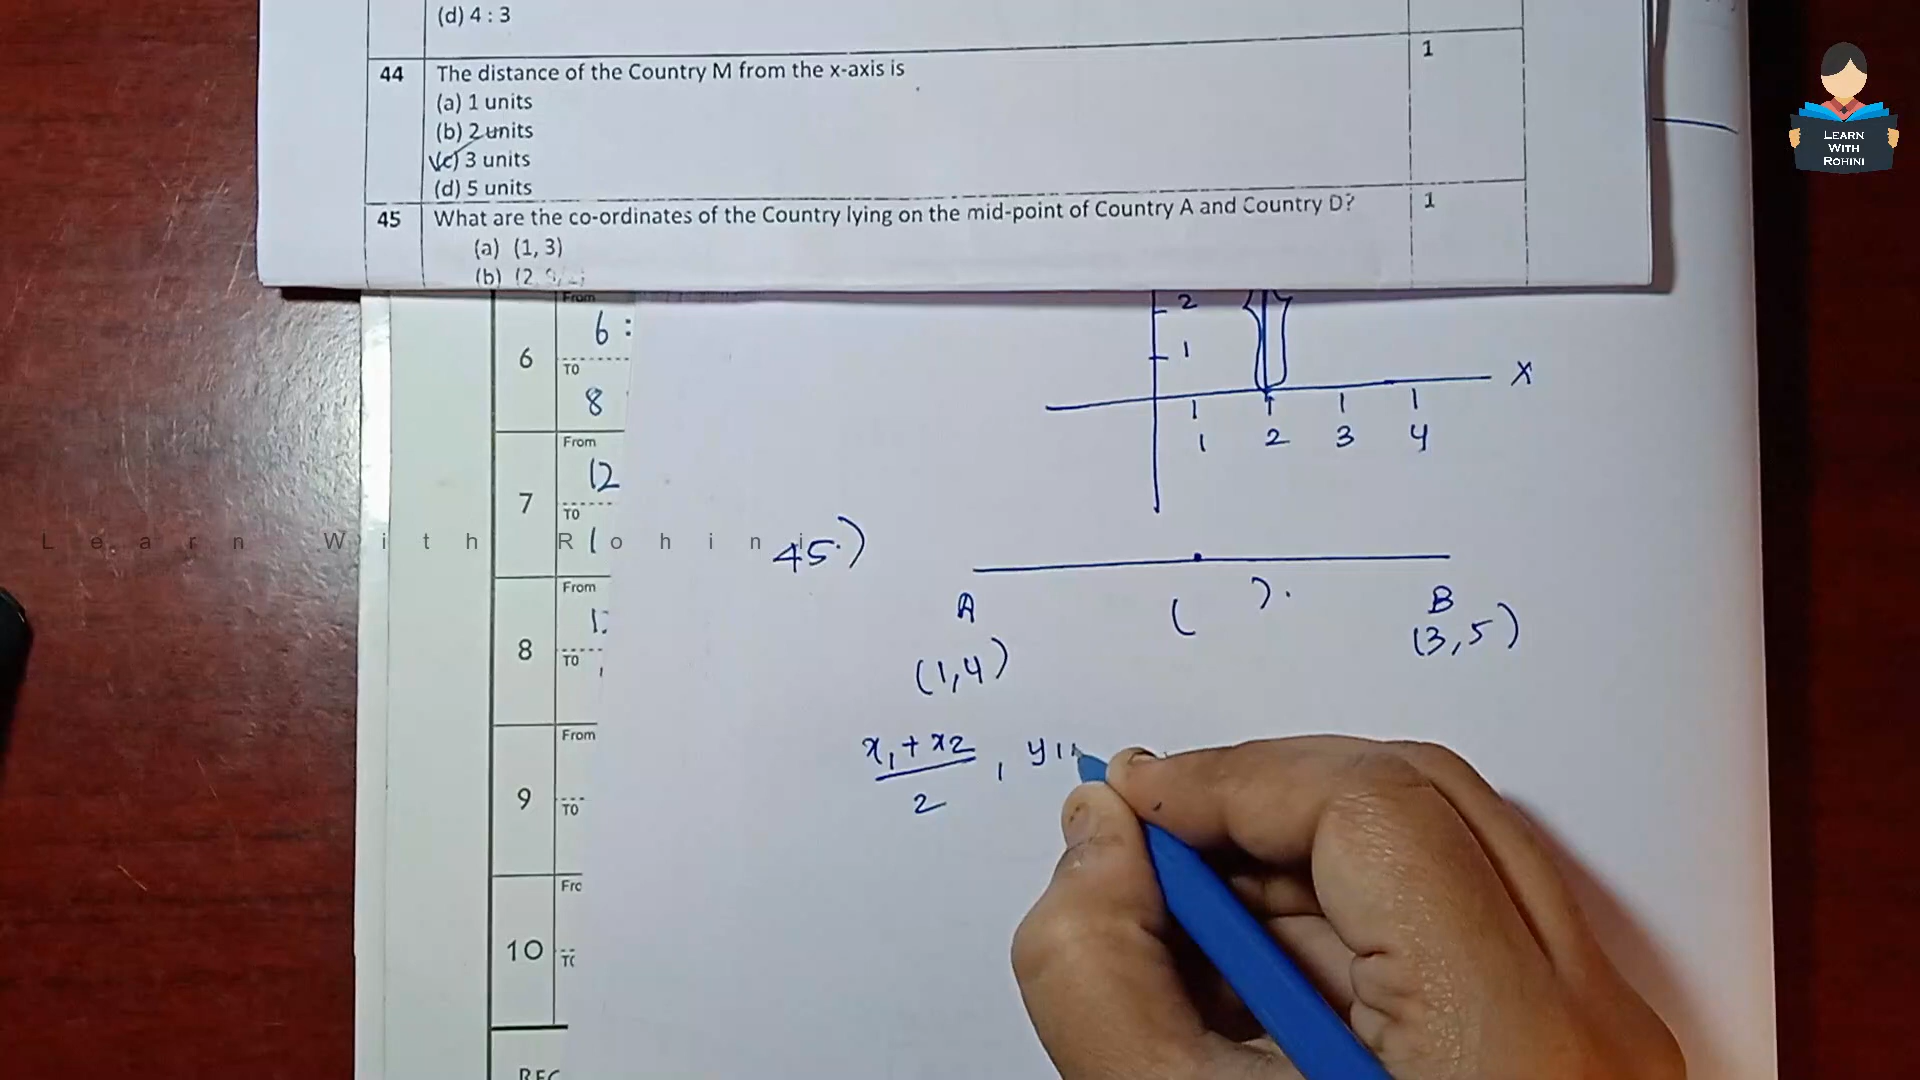 (d) 4 : 3
44 The distance of the Country M from the x-axis is 1
(a) 1 units
(b) 2 units
(c) 3 units
(d) 5 units
45 What are the co-ordinates of the Country lying on the mid-point of Country A and Country D? 1
(a) (1, 3)
(b) (2
LEARN
WITH
ROHINI
From
6 :
6
TO
8
2
1
X
1 2 3 4
From
12
7
TO
1
Learn With Rohini
45.)
A ( ). B
(1,4) (3,5)
From
8
TO
x1 + x2
2
, y1
From
9
TO
10